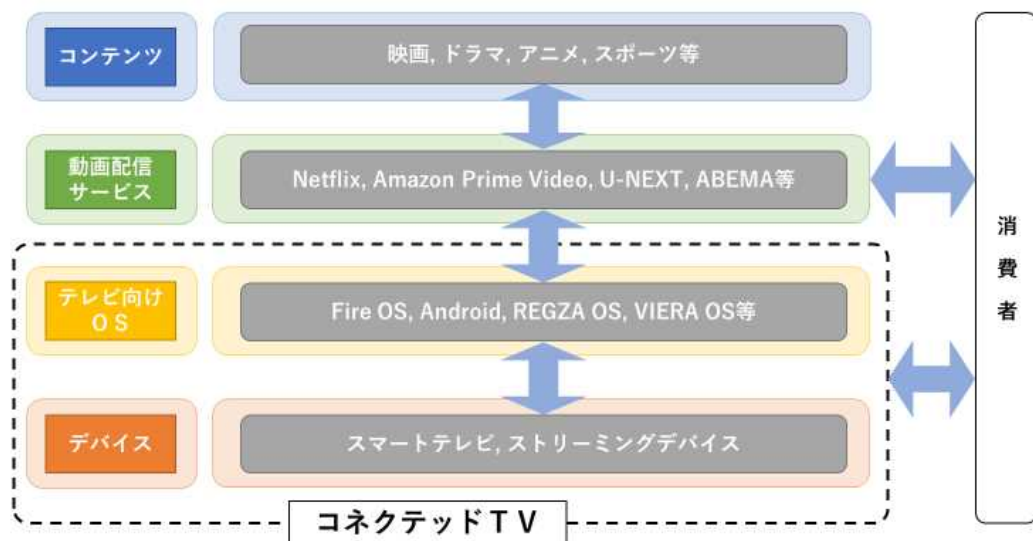 コンテンツ
映画, ドラマ, アニメ, スポーツ等
動画配信
サービス
Netflix, Amazon Prime Video, U-NEXT, ABEMA等
テレビ向け
ＯＳ
Fire OS, Android, REGZA OS, VIERA OS等
デバイス
スマートテレビ, ストリーミングデバイス
コネクテッドＴＶ
消費者